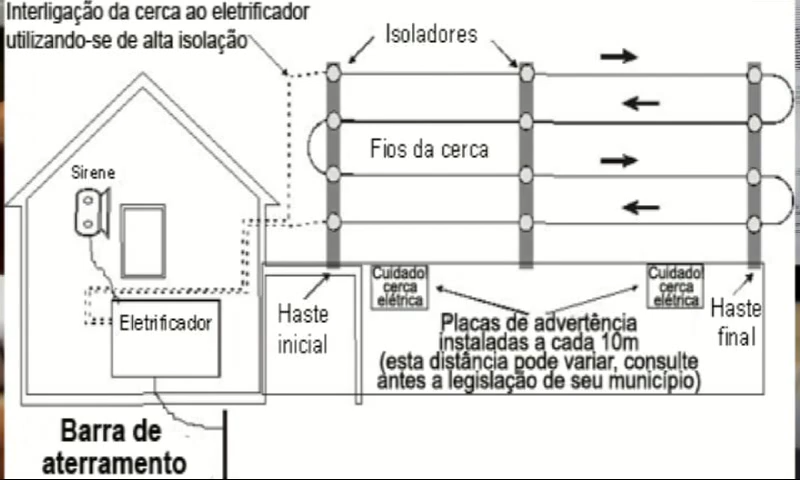 Interligação da cerca ao eletrificador
utilizando-se de alta isolação
Isoladores
Fios da cerca
Sirene
Eletrificador
Haste
inicial
Cuidado!
cerca
elétrica
Cuidado!
cerca
elétrica
Haste
final
Placas de advertência
instaladas a cada 10m
(esta distância pode variar, consulte
antes a legislação de seu município)
Barra de
aterramento